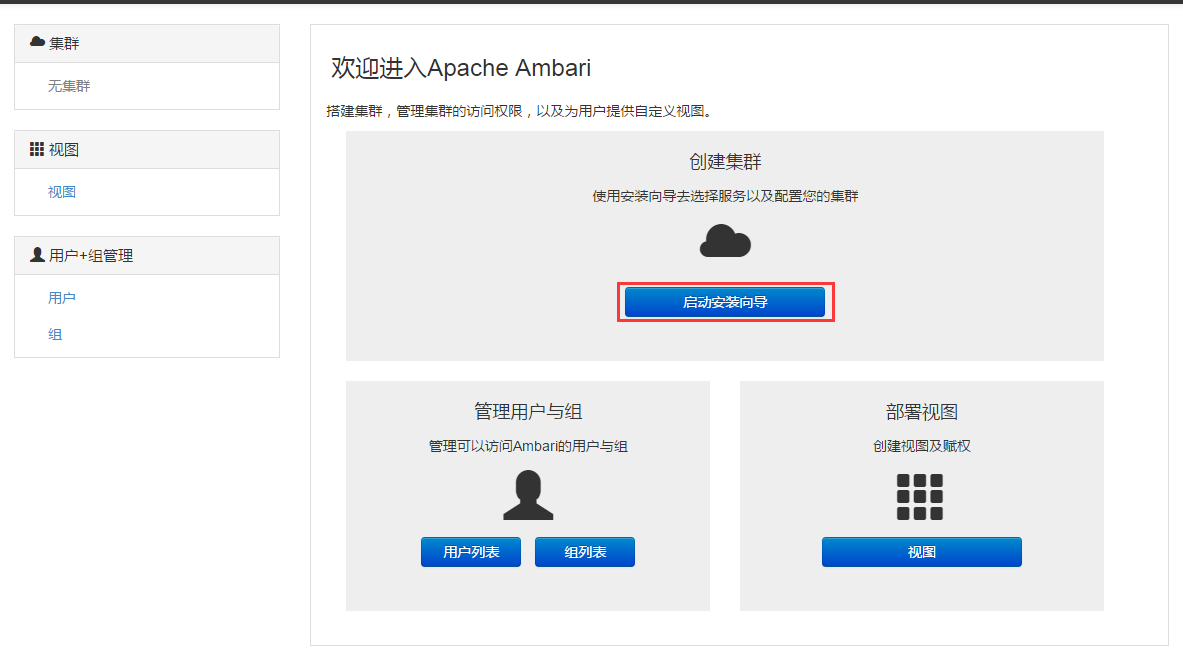 集群
无集群
视图
视图
用户+组管理
用户
组
欢迎进入Apache Ambari
搭建集群，管理集群的访问权限，以及为用户提供自定义视图。
创建集群
使用安装向导去选择服务以及配置您的集群
启动安装向导
管理用户与组
管理可以访问Ambari的用户与组
用户列表 组列表
部署视图
创建视图及赋权
视图